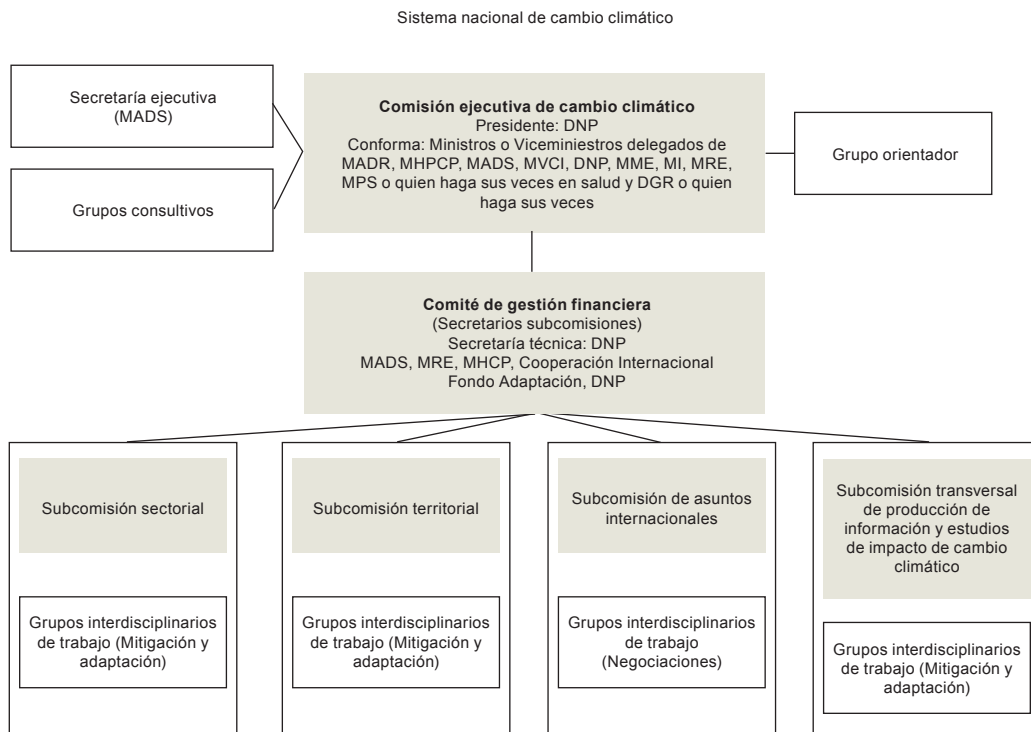 Sistema nacional de cambio climático
Secretaría ejecutiva
(MADS)
Grupos consultivos
Comisión ejecutiva de cambio climático
Presidente: DNP
Conforma: Ministros o Viceminiestros delegados de
MADR, MHPCP, MADS, MVCI, DNP, MME, MI, MRE,
MPS o quien haga sus veces en salud y DGR o quien
haga sus veces
Grupo orientador
Comité de gestión financiera
(Secretarios subcomisiones)
Secretaría técnica: DNP
MADS, MRE, MHCP, Cooperación Internacional
Fondo Adaptación, DNP
Subcomisión sectorial
Grupos interdisciplinarios
de trabajo (Mitigación y
adaptación)
Subcomisión territorial
Grupos interdisciplinarios
de trabajo (Mitigación y
adaptación)
Subcomisión de asuntos
internacionales
Grupos interdisciplinarios
de trabajo
(Negociaciones)
Subcomisión transversal
de producción de
información y estudios
de impacto de cambio
climático
Grupos interdisciplinarios
de trabajo (Mitigación y
adaptación)